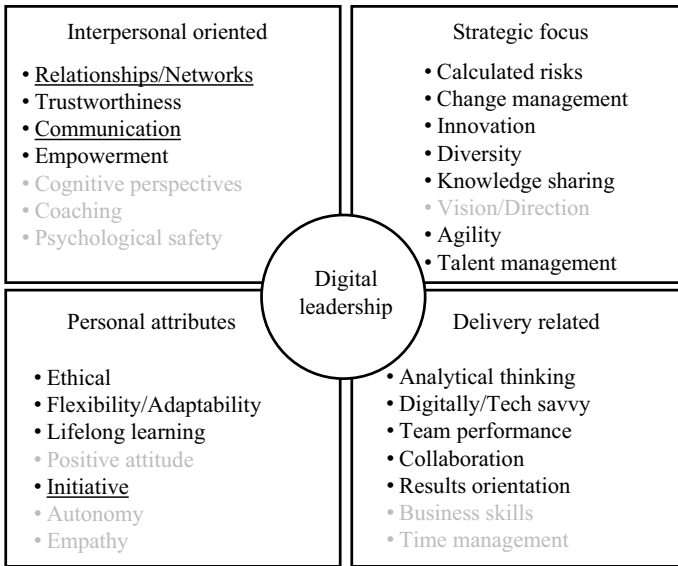 Interpersonal oriented
• Relationships/Networks
• Trustworthiness
• Communication
• Empowerment
• Cognitive perspectives
• Coaching
• Psychological safety
Strategic focus
• Calculated risks
• Change management
• Innovation
• Diversity
• Knowledge sharing
• Vision/Direction
• Agility
• Talent management
Digital
leadership
Personal attributes
• Ethical
• Flexibility/Adaptability
• Lifelong learning
• Positive attitude
• Initiative
• Autonomy
• Empathy
Delivery related
• Analytical thinking
• Digitally/Tech savvy
• Team performance
• Collaboration
• Results orientation
• Business skills
• Time management